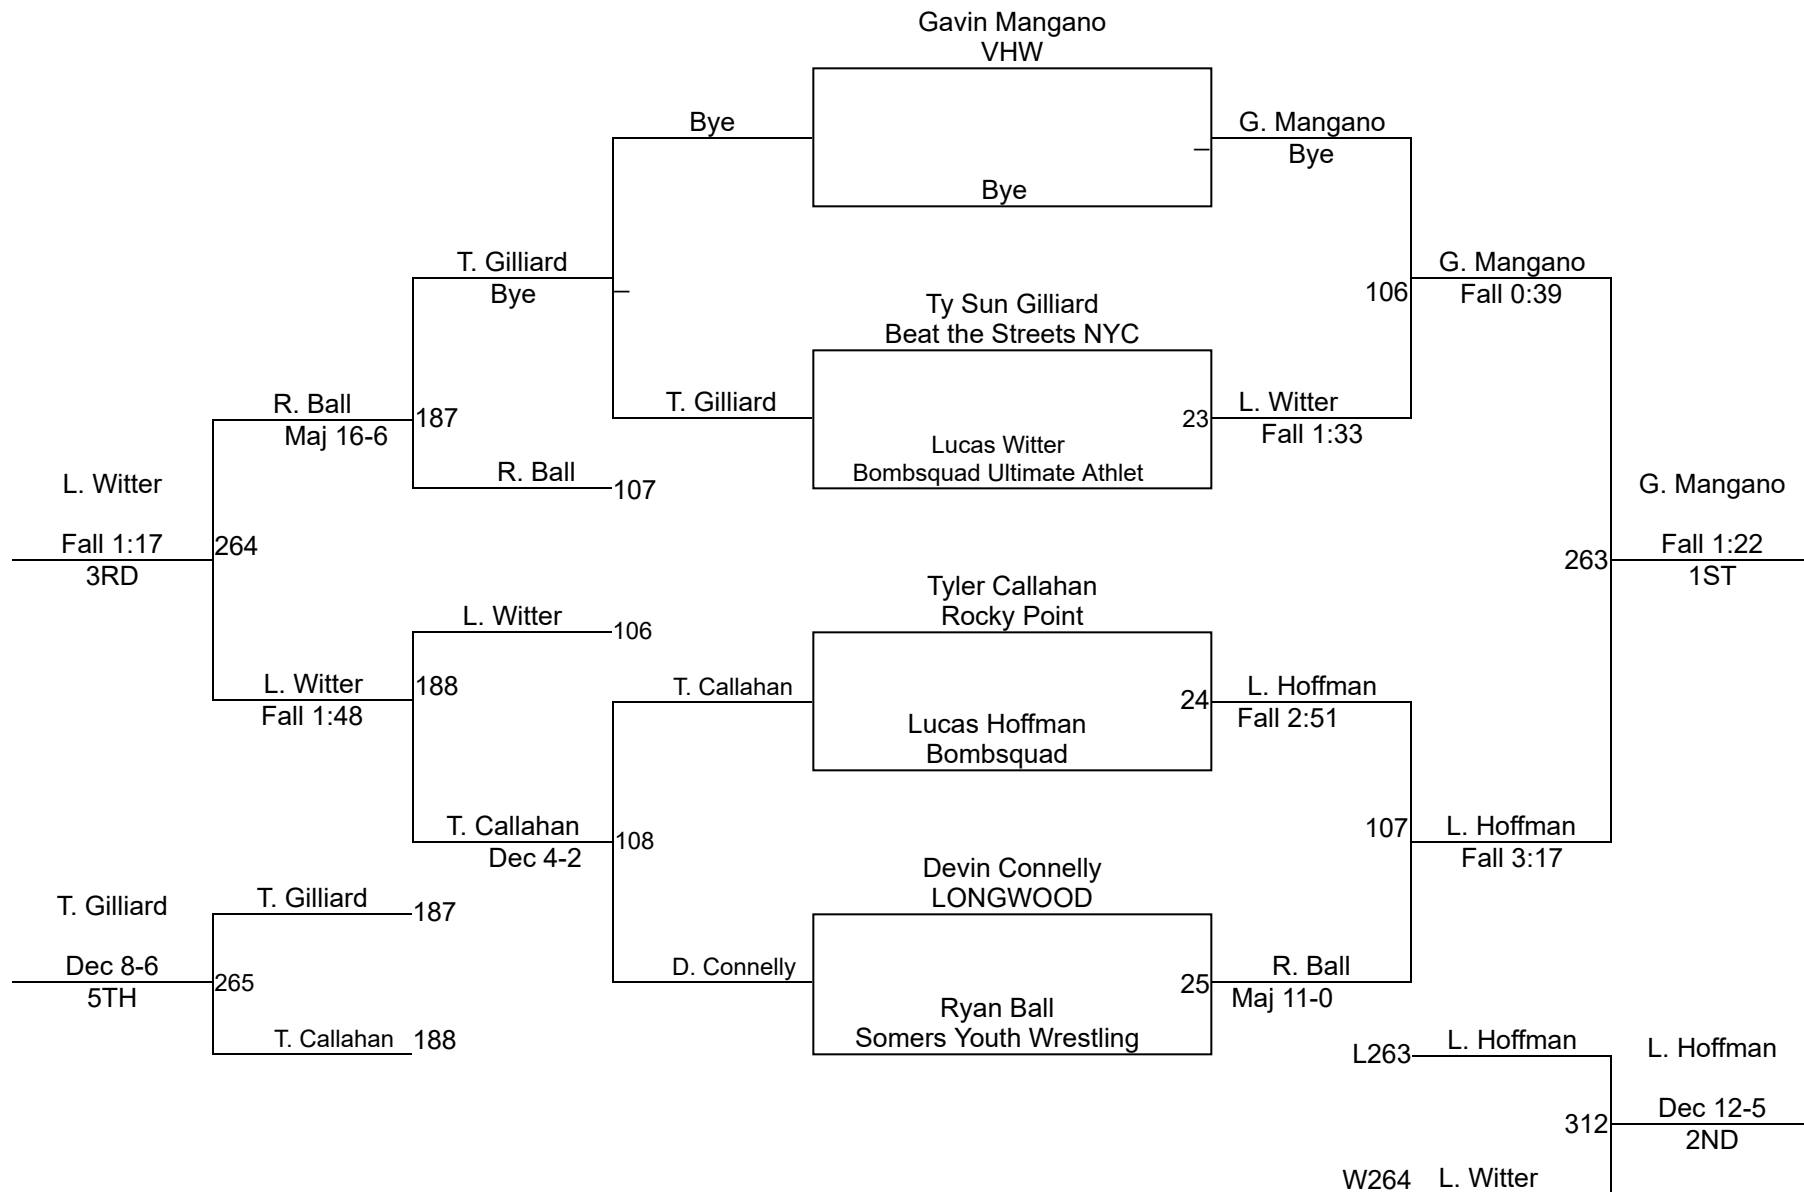 Gavin Mangano
VHW
Bye
G. Mangano
Bye
Bye
T. Gilliard
Bye
G. Mangano
Fall 0:39
106
Ty Sun Gilliard
Beat the Streets NYC
T. Gilliard
23
L. Witter
Fall 1:33
R. Ball
Maj 16-6
187
Lucas Witter
Bombsquad Ultimate Athlet
R. Ball
107
L. Witter
Fall 1:17
3RD
264
G. Mangano
263
Fall 1:22
1ST
Tyler Callahan
Rocky Point
L. Witter
106
L. Witter
Fall 1:48
188
T. Callahan
24
L. Hoffman
Fall 2:51
Lucas Hoffman
Bombsquad
T. Callahan
Dec 4-2
108
107
L. Hoffman
Fall 3:17
Devin Connelly
LONGWOOD
T. Gilliard
T. Gilliard
187
Dec 8-6
5TH
265
D. Connelly
25
R. Ball
Maj 11-0
Ryan Ball
Somers Youth Wrestling
T. Callahan
188
L263
L. Hoffman
L. Hoffman
312
Dec 12-5
2ND
W264
L. Witter